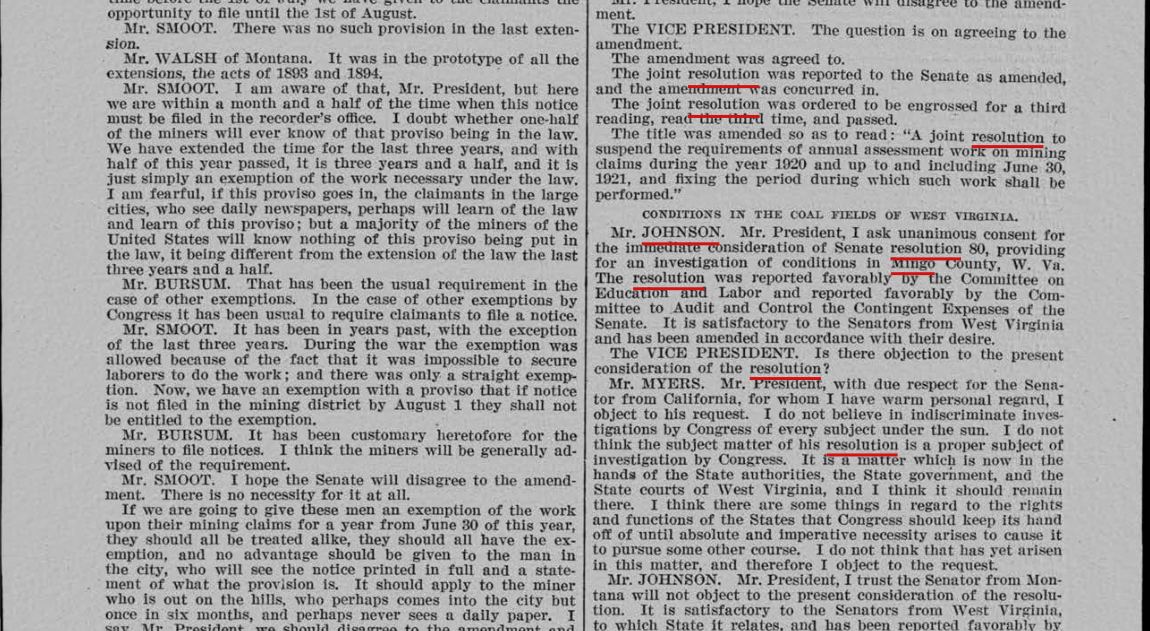 opportunity to file until the 1st of August.
Mr. SMOOT. There was no such provision in the last exten-
sion.
Mr. WALSH of Montana. It was in the prototype of all the
extensions, the acts of 1893 and 1894.
Mr. SMOOT. I am aware of that, Mr. President, but here
we are within a month and a half of the time when this notice
must be filed in the recorder's office. I doubt whether one-half
of the miners will ever know of that proviso being in the law.
We have extended the time for the last three years, and with
half of this year passed, it is three years and a half, and it is
just simply an exemption of the work necessary under the law.
I am fearful, if this proviso goes in, the claimants in the large
cities, who see daily newspapers, perhaps will learn of the law
and learn of this proviso; but a majority of the miners of the
United States will know nothing of this proviso being put in
the law, it being different from the extension of the law the last
three years and a half.
Mr. BURSUM. That has been the usual requirement in the
case of other exemptions. In the case of other exemptions by
Congress it has been usual to require claimants to file a notice.
Mr. SMOOT. It has been in years past, with the exception
of the last three years. During the war the exemption was
allowed because of the fact that it was impossible to secure
laborers to do the work; and there was only a straight exemp-
tion. Now, we have an exemption with a proviso that if notice
is not filed in the mining district by August 1 they shall not
be entitled to the exemption.
Mr. BURSUM. It has been customary heretofore for the
miners to file notices. I think the miners will be generally ad-
vised of the requirement.
Mr. SMOOT. I hope the Senate will disagree to the amend-
ment. There is no necessity for it at all.
If we are going to give these men an exemption of the work
upon their mining claims for a year from June 30 of this year,
they should all be treated alike, they should all have the ex-
emption, and no advantage should be given to the man in
the city, who will see the notice printed in full and a state-
ment of what the provision is. It should apply to the miner
who is out on the hills, who perhaps comes into the city but
once in six months, and perhaps never sees a daily paper. I
say, Mr. President, we should disagree to the amendment and
Mr. President, I hope the Senate will disagree to the amend-
ment.
The VICE PRESIDENT. The question is on agreeing to the
amendment.
The amendment was agreed to.
The joint resolution was reported to the Senate as amended,
and the amendment was concurred in.
The joint resolution was ordered to be engrossed for a third
reading, read the third time, and passed.
The title was amended so as to read: "A joint resolution to
suspend the requirements of annual assessment work on mining
claims during the year 1920 and up to and including June 30,
1921, and fixing the period during which such work shall be
performed."
CONDITIONS IN THE COAL FIELDS OF WEST VIRGINIA.
Mr. JOHNSON. Mr. President, I ask unanimous consent for
the immediate consideration of Senate resolution 80, providing
for an investigation of conditions in Mingo County, W. Va.
The resolution was reported favorably by the Committee on
Education and Labor and reported favorably by the Com-
mittee to Audit and Control the Contingent Expenses of the
Senate. It is satisfactory to the Senators from West Virginia
and has been amended in accordance with their desire.
The VICE PRESIDENT. Is there objection to the present
consideration of the resolution?
Mr. MYERS. Mr. President, with due respect for the Sena-
tor from California, for whom I have warm personal regard, I
object to his request. I do not believe in indiscriminate inves-
tigations by Congress of every subject under the sun. I do not
think the subject matter of his resolution is a proper subject of
investigation by Congress. It is a matter which is now in the
hands of the State authorities, the State government, and the
State courts of West Virginia, and I think it should remain
there. I think there are some things in regard to the rights
and functions of the States that Congress should keep its hand
off of until absolute and imperative necessity arises to cause it
to pursue some other course. I do not think that has yet arisen
in this matter, and therefore I object to the request.
Mr. JOHNSON. Mr. President, I trust the Senator from Mon-
tana will not object to the present consideration of the resolu-
tion. It is satisfactory to the Senators from West Virginia,
to which State it relates, and has been reported favorably by